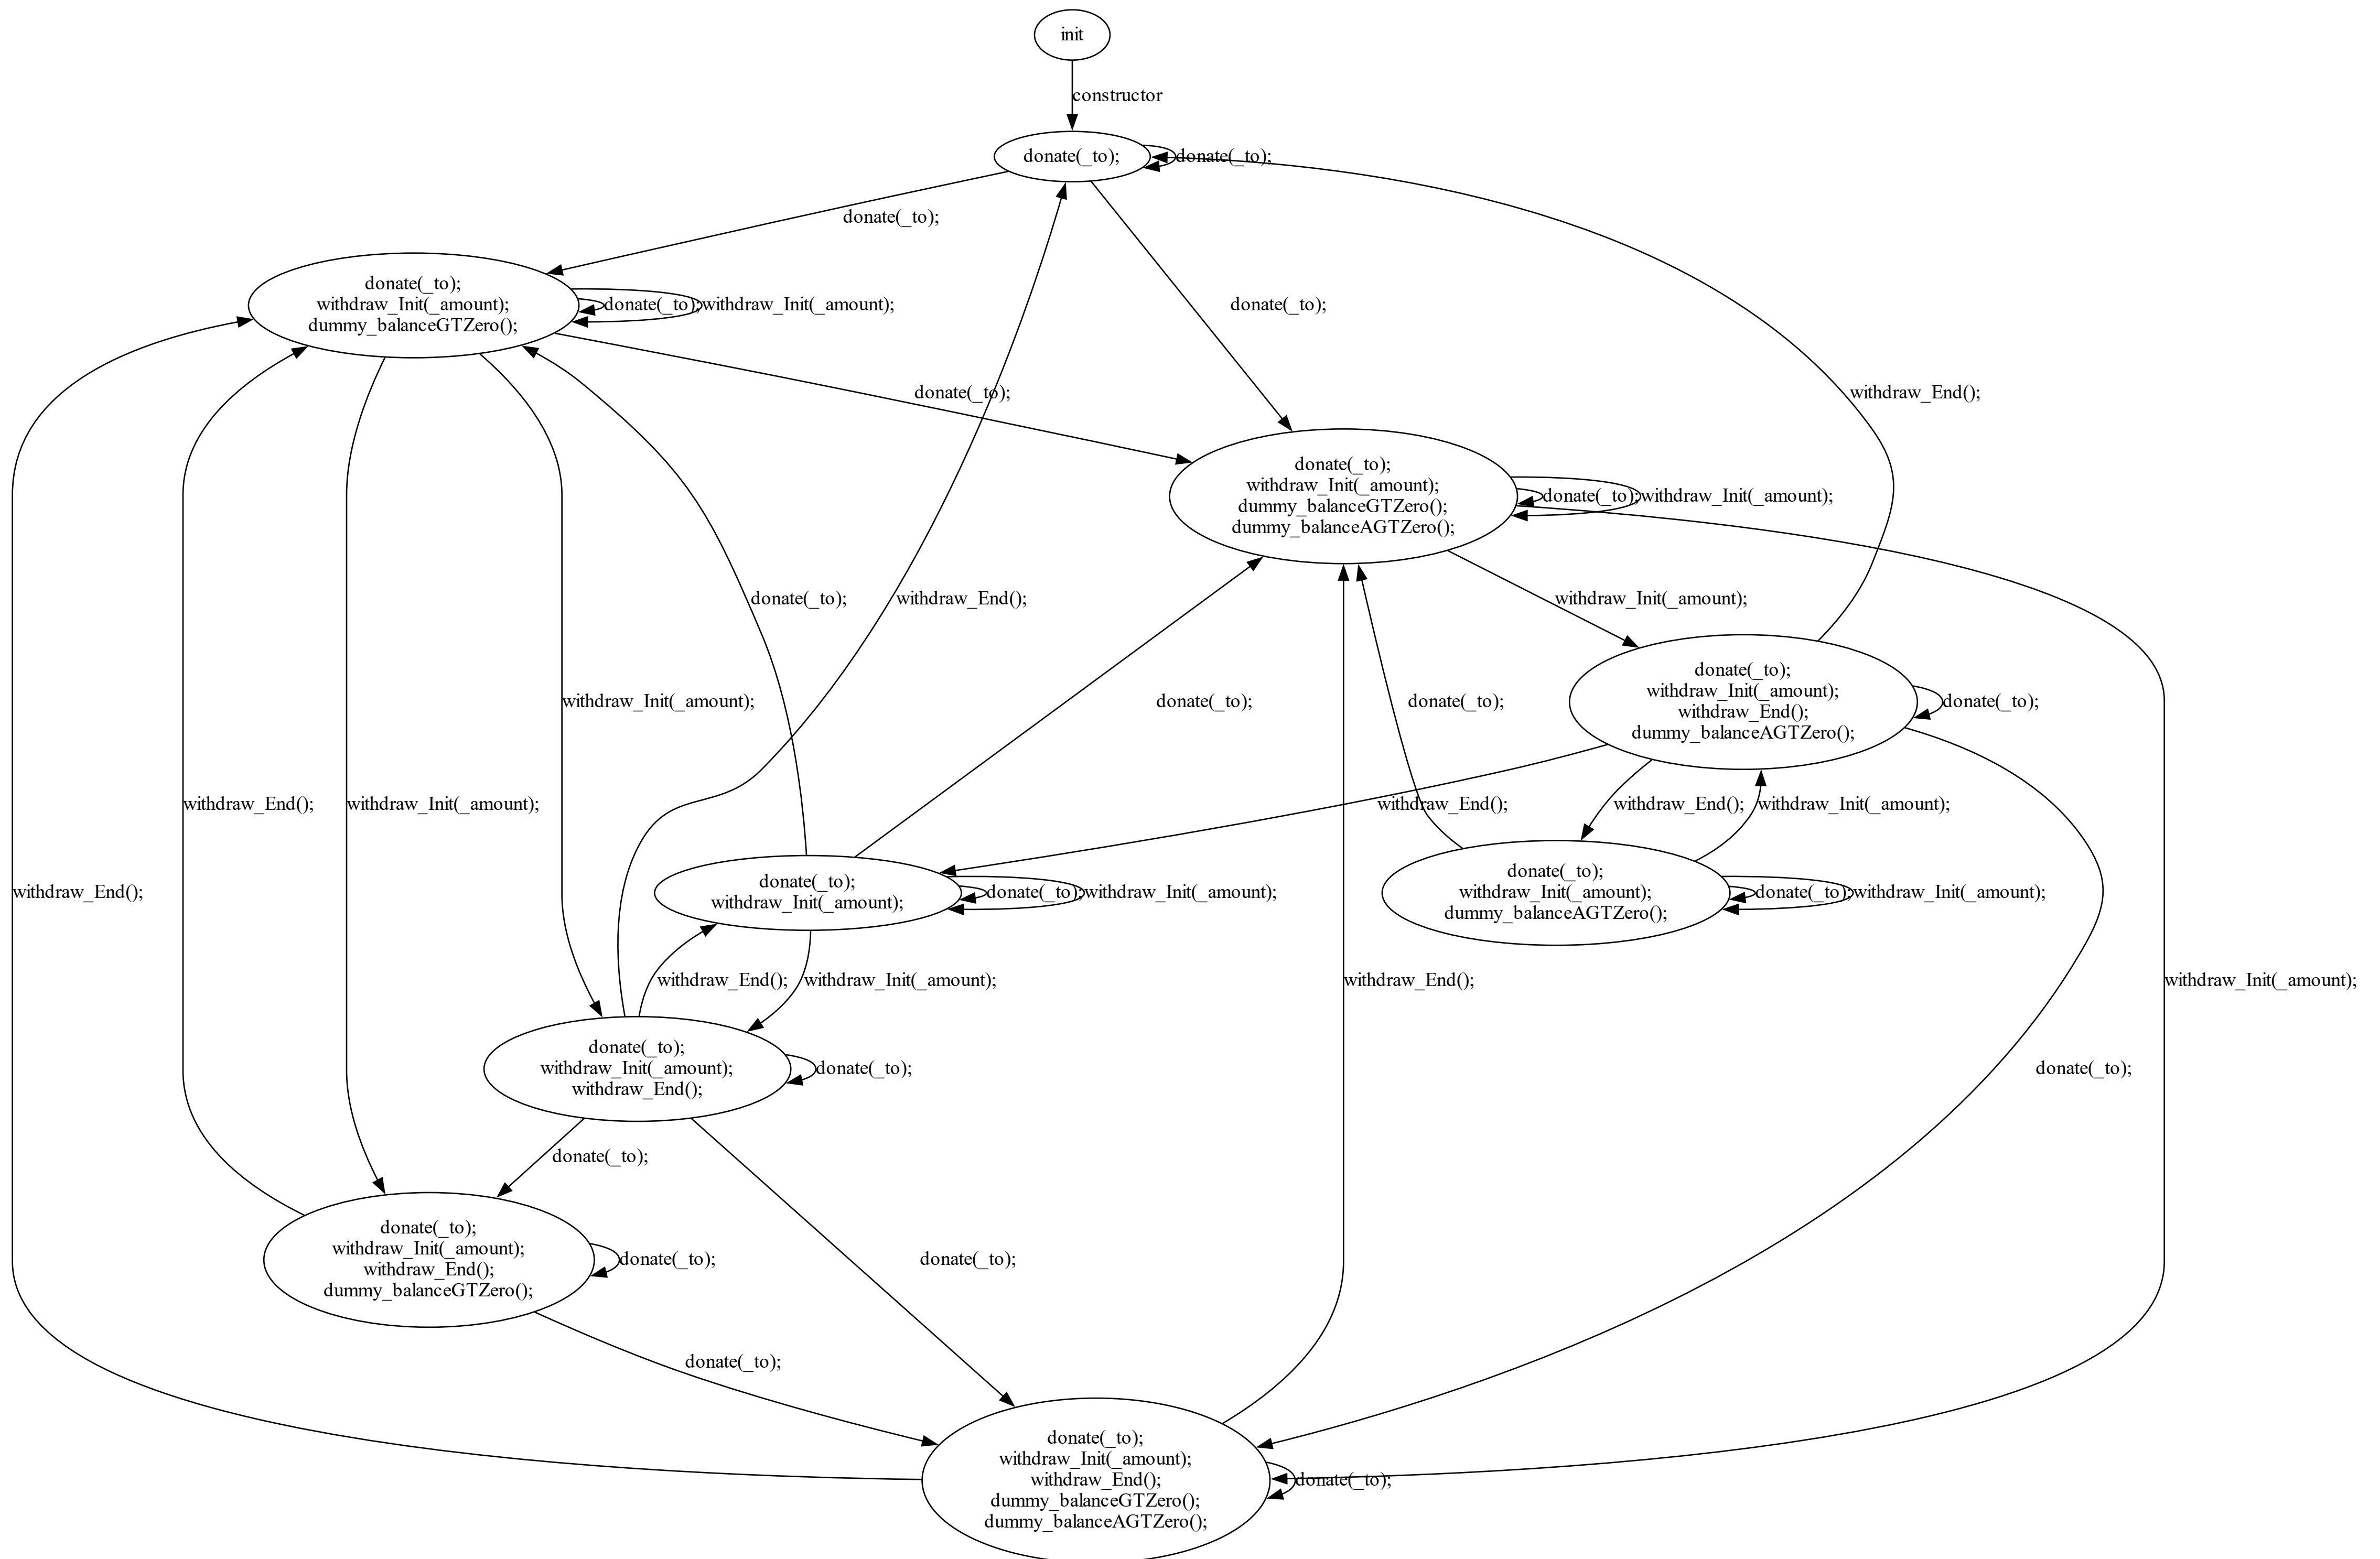 init
constructor
donate(_to);
donate(_to);
donate(_to);
donate(_to);
withdraw_Init(_amount);
dummy_balanceGTZero();
donate(_to);
withdraw_Init(_amount);
donate(_to);
donate(_to);
withdraw_End();
donate(_to);
withdraw_Init(_amount);
dummy_balanceGTZero();
dummy_balanceAGTZero();
donate(_to);
withdraw_Init(_amount);
donate(_to);
withdraw_End();
withdraw_Init(_amount);
donate(_to);
withdraw_Init(_amount);
withdraw_End();
dummy_balanceAGTZero();
donate(_to);
withdraw_Init(_amount);
donate(_to);
donate(_to);
withdraw_End();
withdraw_Init(_amount);
withdraw_End();
withdraw_End();
withdraw_Init(_amount);
withdraw_End();
donate(_to);
withdraw_Init(_amount);
donate(_to);
withdraw_Init(_amount);
donate(_to);
withdraw_Init(_amount);
dummy_balanceAGTZero();
donate(_to);
withdraw_Init(_amount);
withdraw_End();
withdraw_Init(_amount);
withdraw_End();
withdraw_Init(_amount);
donate(_to);
withdraw_Init(_amount);
withdraw_End();
donate(_to);
donate(_to);
donate(_to);
donate(_to);
withdraw_Init(_amount);
withdraw_End();
dummy_balanceGTZero();
donate(_to);
donate(_to);
donate(_to);
donate(_to);
withdraw_Init(_amount);
withdraw_End();
dummy_balanceGTZero();
dummy_balanceAGTZero();
donate(_to);